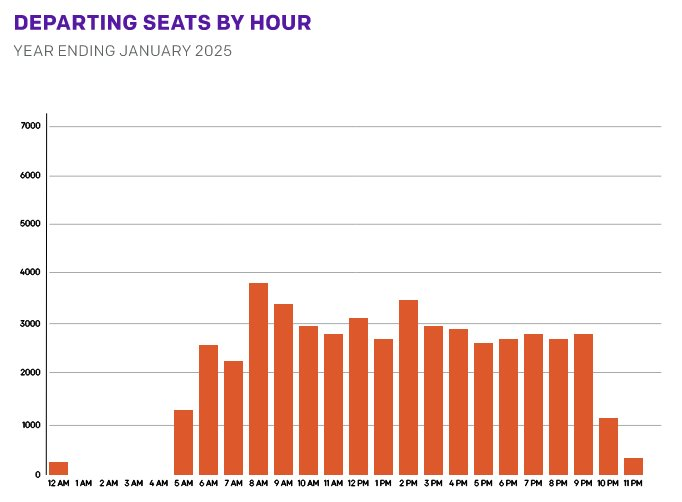 DEPARTING SEATS BY HOUR
YEAR ENDING JANUARY 2025
7000
6000
5000
4000
3000
2000
1000
0
12 AM 1 AM 2 AM 3 AM 4 AM 5 AM 6 AM 7 AM 8 AM 9 AM 10 AM 11 AM 12 PM 1 PM 2 PM 3 PM 4 PM 5 PM 6 PM 7 PM 8 PM 9 PM 10 PM 11 PM